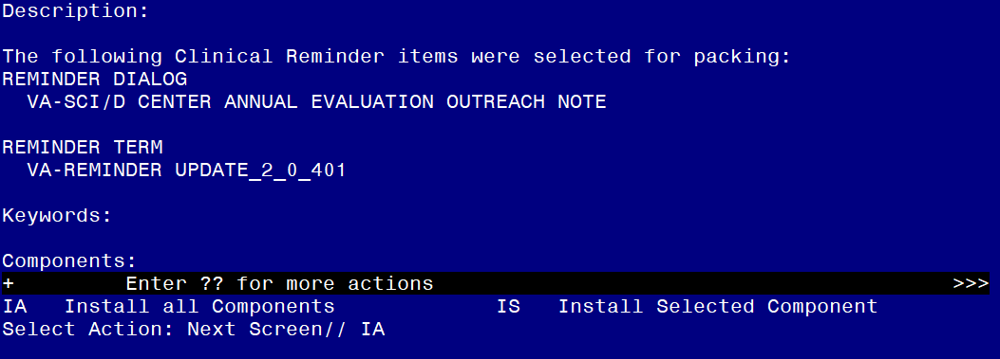 Description:
The following Clinical Reminder items were selected for packing:
REMINDER DIALOG
VA-SCI/D CENTER ANNUAL EVALUATION OUTREACH NOTE
REMINDER TERM
VA-REMINDER UPDATE_2_0_401
Keywords:
Components:
+ Enter ?? for more actions >>>
IA Install all Components IS Install Selected Component
Select Action: Next Screen// IA